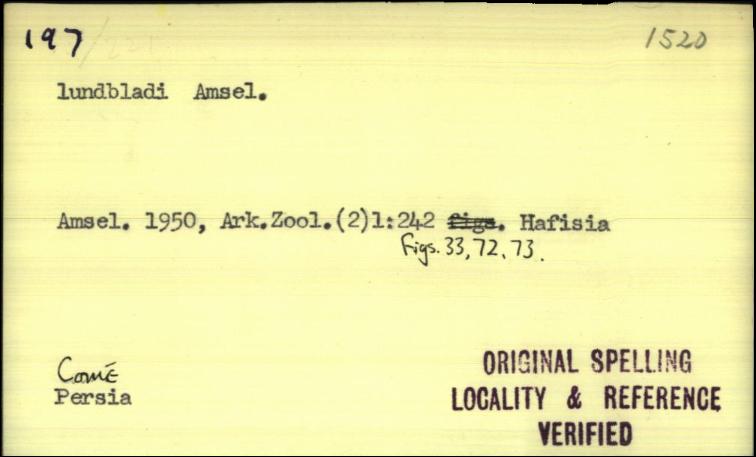 197 1520
lundbladi Amsel.
Amsel. 1950, Ark.Zool.(2)1:242 figs. Hafisia
Figs. 33, 72, 73.
Persia
ORIGINAL SPELLING
LOCALITY & REFERENCE
VERIFIED